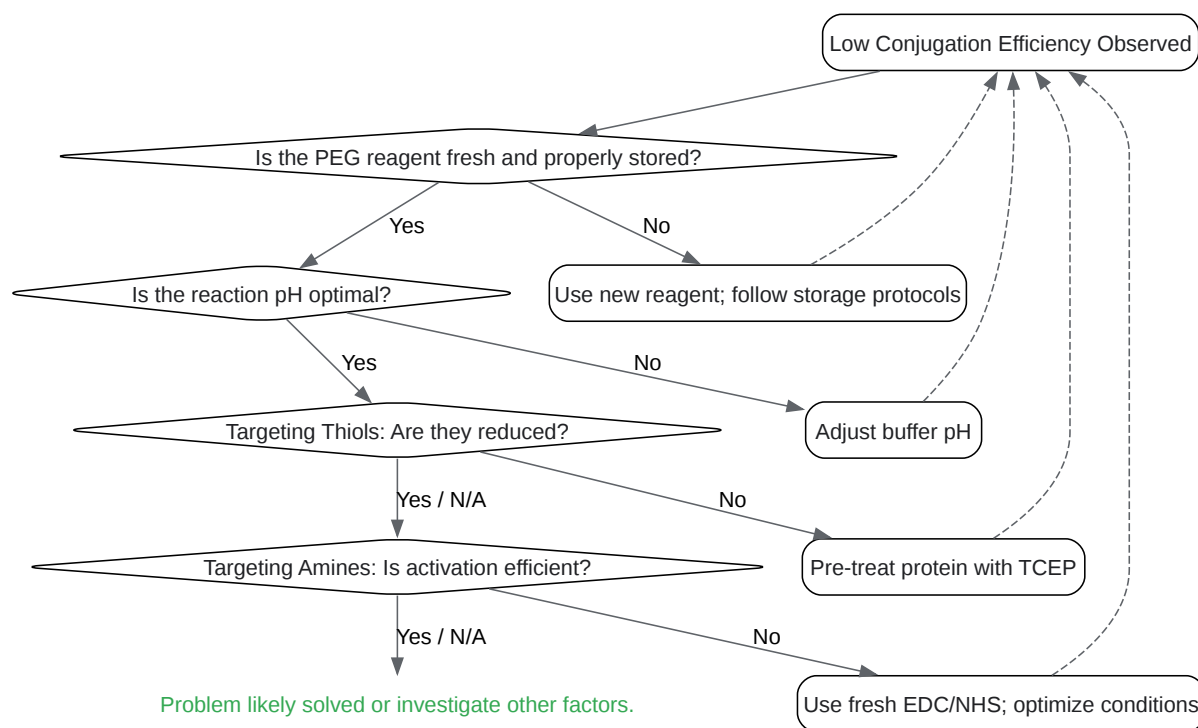 Low Conjugation Efficiency Observed
Is the PEG reagent fresh and properly stored?
Yes
No
Is the reaction pH optimal?
Use new reagent; follow storage protocols
Yes
No
Targeting Thiols: Are they reduced?
Adjust buffer pH
Yes / N/A
No
Targeting Amines: Is activation efficient?
Pre-treat protein with TCEP
Yes / N/A
No
Problem likely solved or investigate other factors.
Use fresh EDC/NHS; optimize conditions